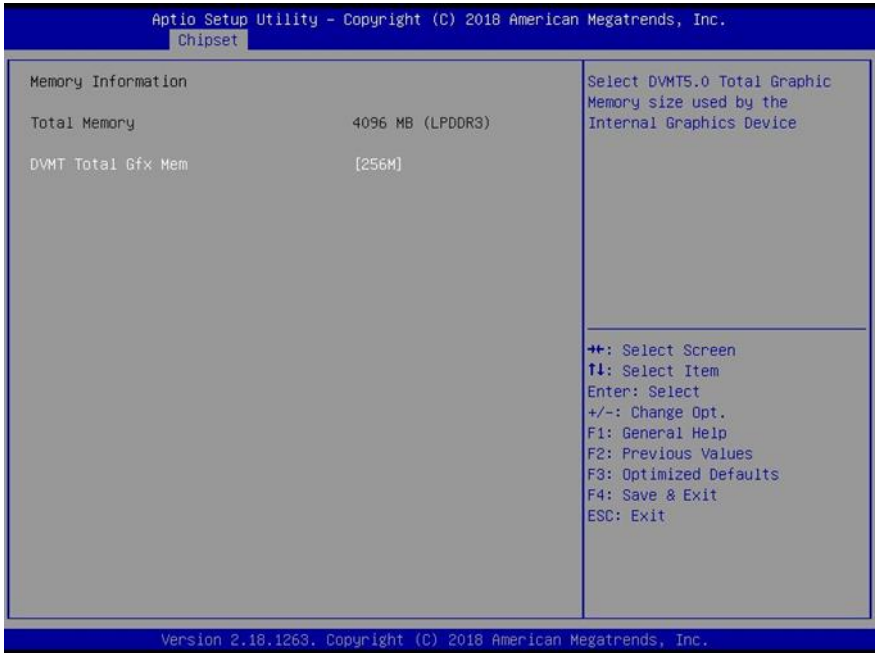 Aptio Setup Utility – Copyright (C) 2018 American Megatrends, Inc.
Chipset
Memory Information
Total Memory 4096 MB (LPDDR3)
DVMT Total Gfx Mem [256M]
Select DVMT5.0 Total Graphic
Memory size used by the
Internal Graphics Device
→←: Select Screen
↑↓: Select Item
Enter: Select
+/-: Change Opt.
F1: General Help
F2: Previous Values
F3: Optimized Defaults
F4: Save & Exit
ESC: Exit
Version 2.18.1263. Copyright (C) 2018 American Megatrends, Inc.